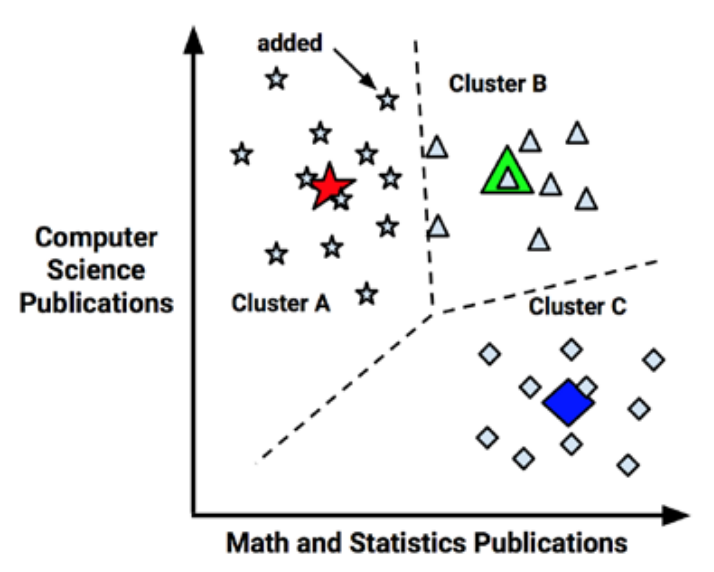 added
Cluster B
Computer
Science
Publications
Cluster A
Cluster C
Math and Statistics Publications